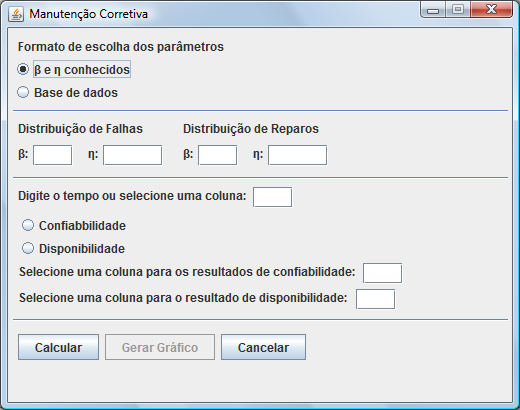 Manutenção Corretiva
Formato de escolha dos parâmetros
β e η conhecidos
Base de dados
Distribuição de Falhas Distribuição de Reparos
β: η: β: η:
Digite o tempo ou selecione uma coluna:
Confiabbilidade
Disponibilidade
Selecione uma coluna para os resultados de confiabilidade:
Selecione uma coluna para o resultado de disponibilidade:
Calcular Gerar Gráfico Cancelar